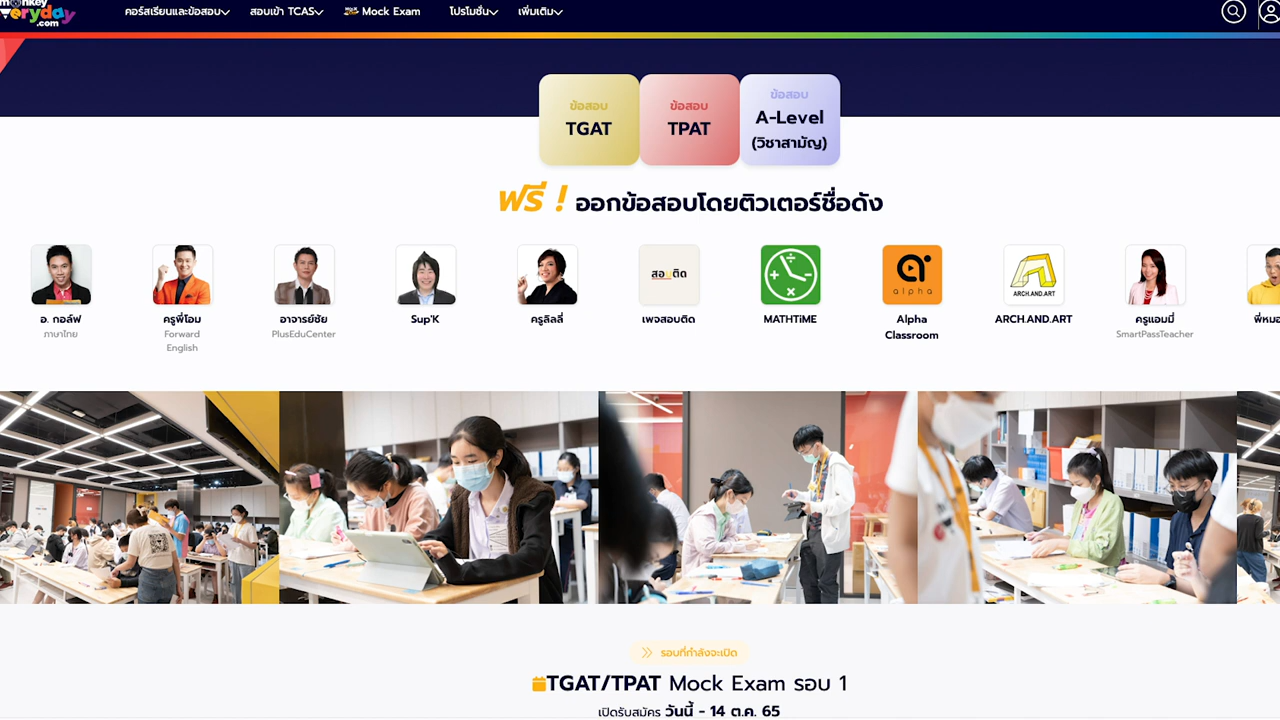 monkey
everyday
.com
คอร์สเรียนและข้อสอบ
สอบเข้า TCAS
Mock Exam
โปรโมชั่น
เพิ่มเติม
ข้อสอบ
TGAT
ข้อสอบ
TPAT
ข้อสอบ
A-Level
(วิชาสามัญ)
ฟรี ! ออกข้อสอบโดยติวเตอร์ชื่อดัง
สอบติด
alpha
ARCH.AND.ART
อ. กอล์ฟ
ภาษาไทย
ครูพี่โอม
Forward
English
อาจารย์ชัย
PlusEduCenter
Sup'K
ครูลิลลี่
เพจสอบติด
MATHTiME
Alpha
Classroom
ARCH.AND.ART
ครูแอมมี่
SmartPassTeacher
รอบที่กำลังจะเปิด
TGAT/TPAT Mock Exam รอบ 1
เปิดรับสมัคร วันนี้ - 14 ต.ค. 65